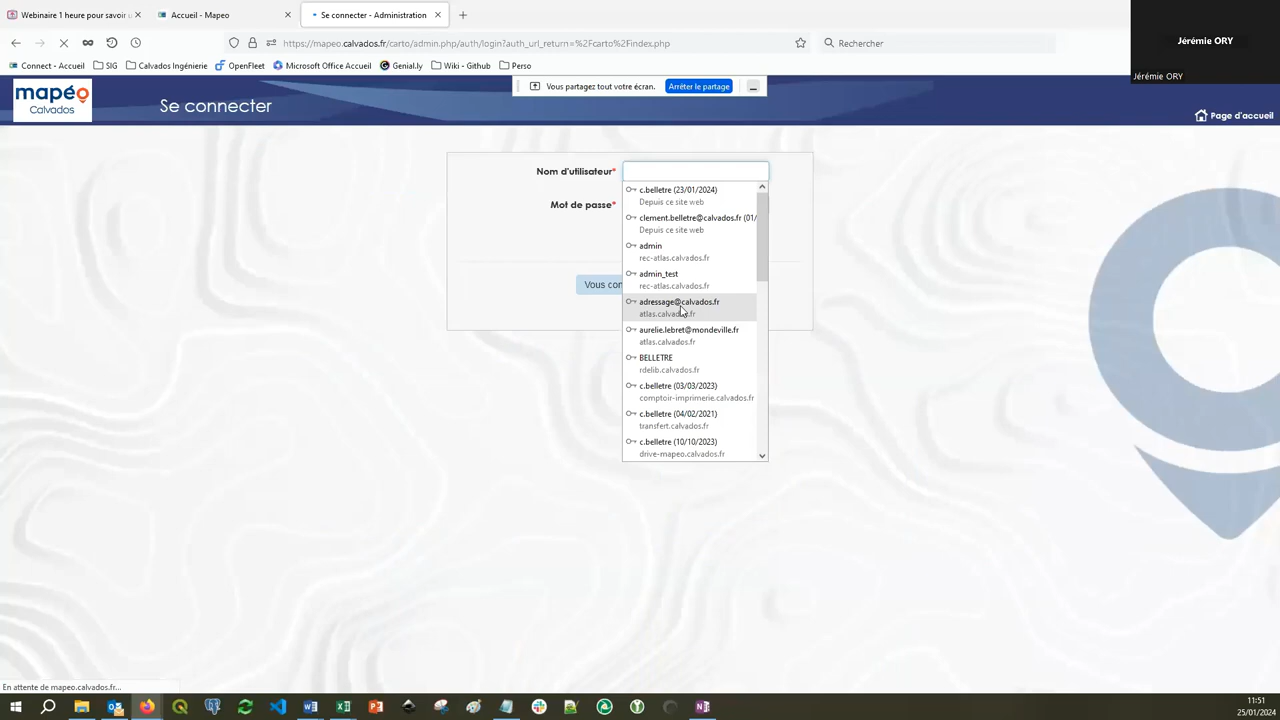 Webinaire 1 heure pour savoir u
Accueil - Mapeo
Se connecter - Administration
Jérémie ORY
https://mapeo.calvados.fr/carto/admin.php/auth/login?auth_url_return=%2Fcarto%2Findex.php
Rechercher
Connect - Accueil
SIG
Calvados Ingénierie
OpenFleet
Microsoft Office Accueil
Genial.ly
Wiki - Github
Perso
Jérémie ORY
mapéo
Calvados
Se connecter
Vous partagez tout votre écran.
Arrêter le partage
Page d'accueil
Nom d'utilisateur*
Mot de passe*
Vous con
c.belletre (23/01/2024)
Depuis ce site web
clement.belletre@calvados.fr (01/
Depuis ce site web
admin
rec-atlas.calvados.fr
admin_test
rec-atlas.calvados.fr
adressage@calvados.fr
atlas.calvados.fr
aurelie.lebret@mondeville.fr
atlas.calvados.fr
BELLETRE
rdelib.calvados.fr
c.belletre (03/03/2023)
comptoir-imprimerie.calvados.fr
c.belletre (04/02/2021)
transfert.calvados.fr
c.belletre (10/10/2023)
drive-mapeo.calvados.fr
En attente de mapeo.calvados.fr...
11:51
25/01/2024